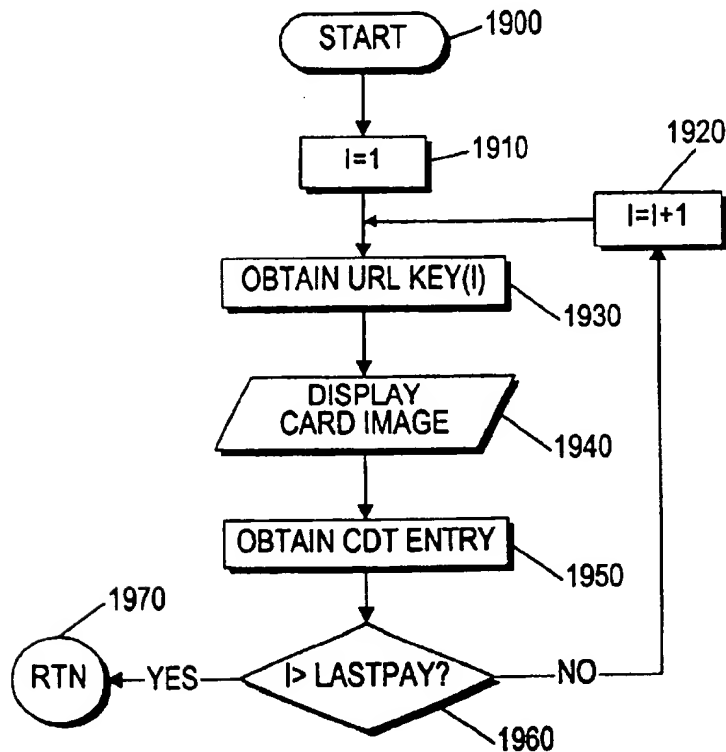 START
1900
I=1
1910
1920
I=I+1
OBTAIN URL KEY(I)
1930
DISPLAY
CARD IMAGE
1940
OBTAIN CDT ENTRY
1950
1970
RTN
YES
I> LASTPAY?
NO
1960